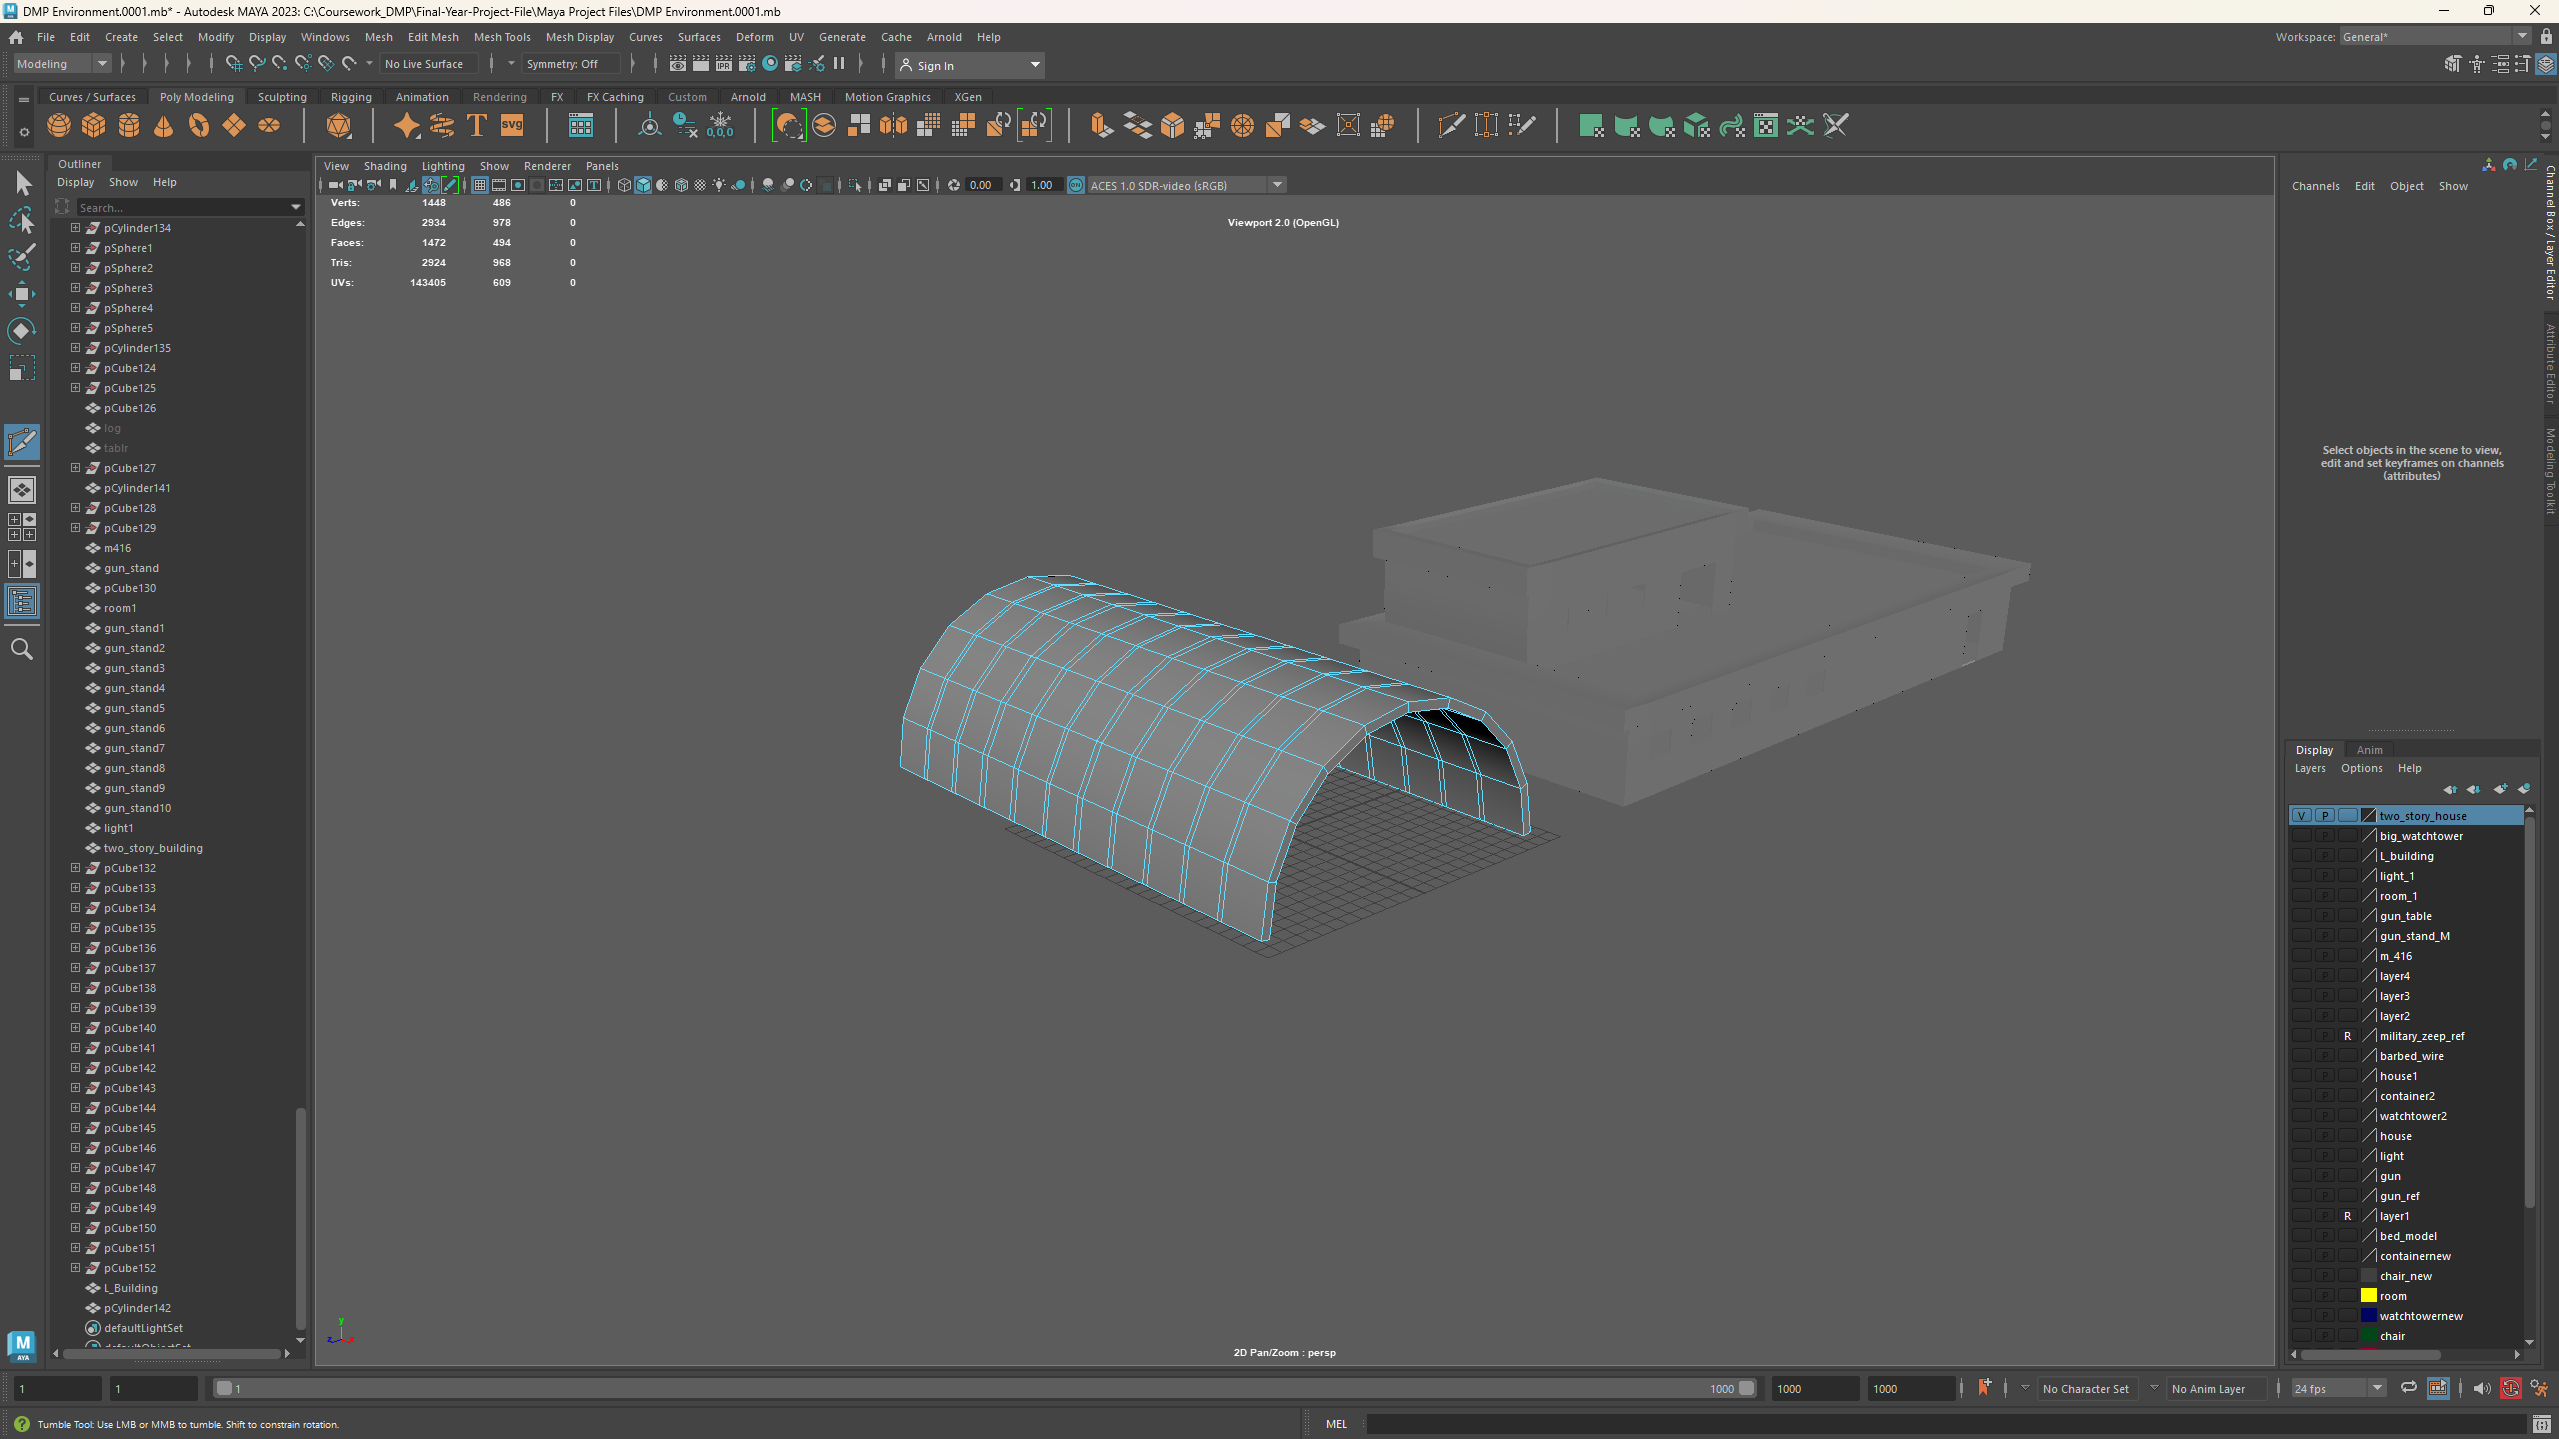 DMP Environment.0001.mb* - Autodesk MAYA 2023: C:\Coursework_DMP\Final-Year-Project-File\Maya Project Files\DMP Environment.0001.mb
File Edit Create Select Modify Display Windows Mesh Edit Mesh Mesh Tools Mesh Display Curves Surfaces Deform UV Generate Cache Arnold Help
Workspace: General*
Modeling No Live Surface Symmetry: Off Sign In
Curves / Surfaces Poly Modeling Sculpting Rigging Animation Rendering FX FX Caching Custom Arnold MASH Motion Graphics XGen
IPR
T SVG 0,0,0
Outliner
Display Show Help
Search...
pCylinder134
pSphere1
pSphere2
pSphere3
pSphere4
pSphere5
pCylinder135
pCube124
pCube125
pCube126
log
tablr
pCube127
pCylinder141
pCube128
pCube129
m416
gun_stand
pCube130
room1
gun_stand1
gun_stand2
gun_stand3
gun_stand4
gun_stand5
gun_stand6
gun_stand7
gun_stand8
gun_stand9
gun_stand10
light1
two_story_building
pCube132
pCube133
pCube134
pCube135
pCube136
pCube137
pCube138
pCube139
pCube140
pCube141
pCube142
pCube143
pCube144
pCube145
pCube146
pCube147
pCube148
pCube149
pCube150
pCube151
pCube152
L_Building
pCylinder142
defaultLightSet
defaultObjectSet
View Shading Lighting Show Renderer Panels
0.00 1.00 ACES 1.0 SDR-video (sRGB)
Verts: 1448 486 0
Edges: 2934 978 0
Faces: 1472 494 0
Tris: 2924 968 0
UVs: 143405 609 0
Viewport 2.0 (OpenGL)
y
z x
2D Pan/Zoom : persp
Channels Edit Object Show
Select objects in the scene to view,
edit and set keyframes on channels
(attributes)
Channel Box / Layer Editor
Attribute Editor
Modeling Toolkit
Display Anim
Layers Options Help
V P two_story_house
P big_watchtower
P L_building
P light_1
P room_1
P gun_table
P gun_stand_M
P m_416
P layer4
P layer3
P layer2
P R military_zeep_ref
P barbed_wire
P house1
P container2
P watchtower2
P house
P light
P gun
P gun_ref
P R layer1
P bed_model
P containernew
P chair_new
P room
P watchtowernew
P chair
M
AYA
1 1 1 1000 1000 1000 No Character Set No Anim Layer 24 fps
Tumble Tool: Use LMB or MMB to tumble. Shift to constrain rotation.
MEL